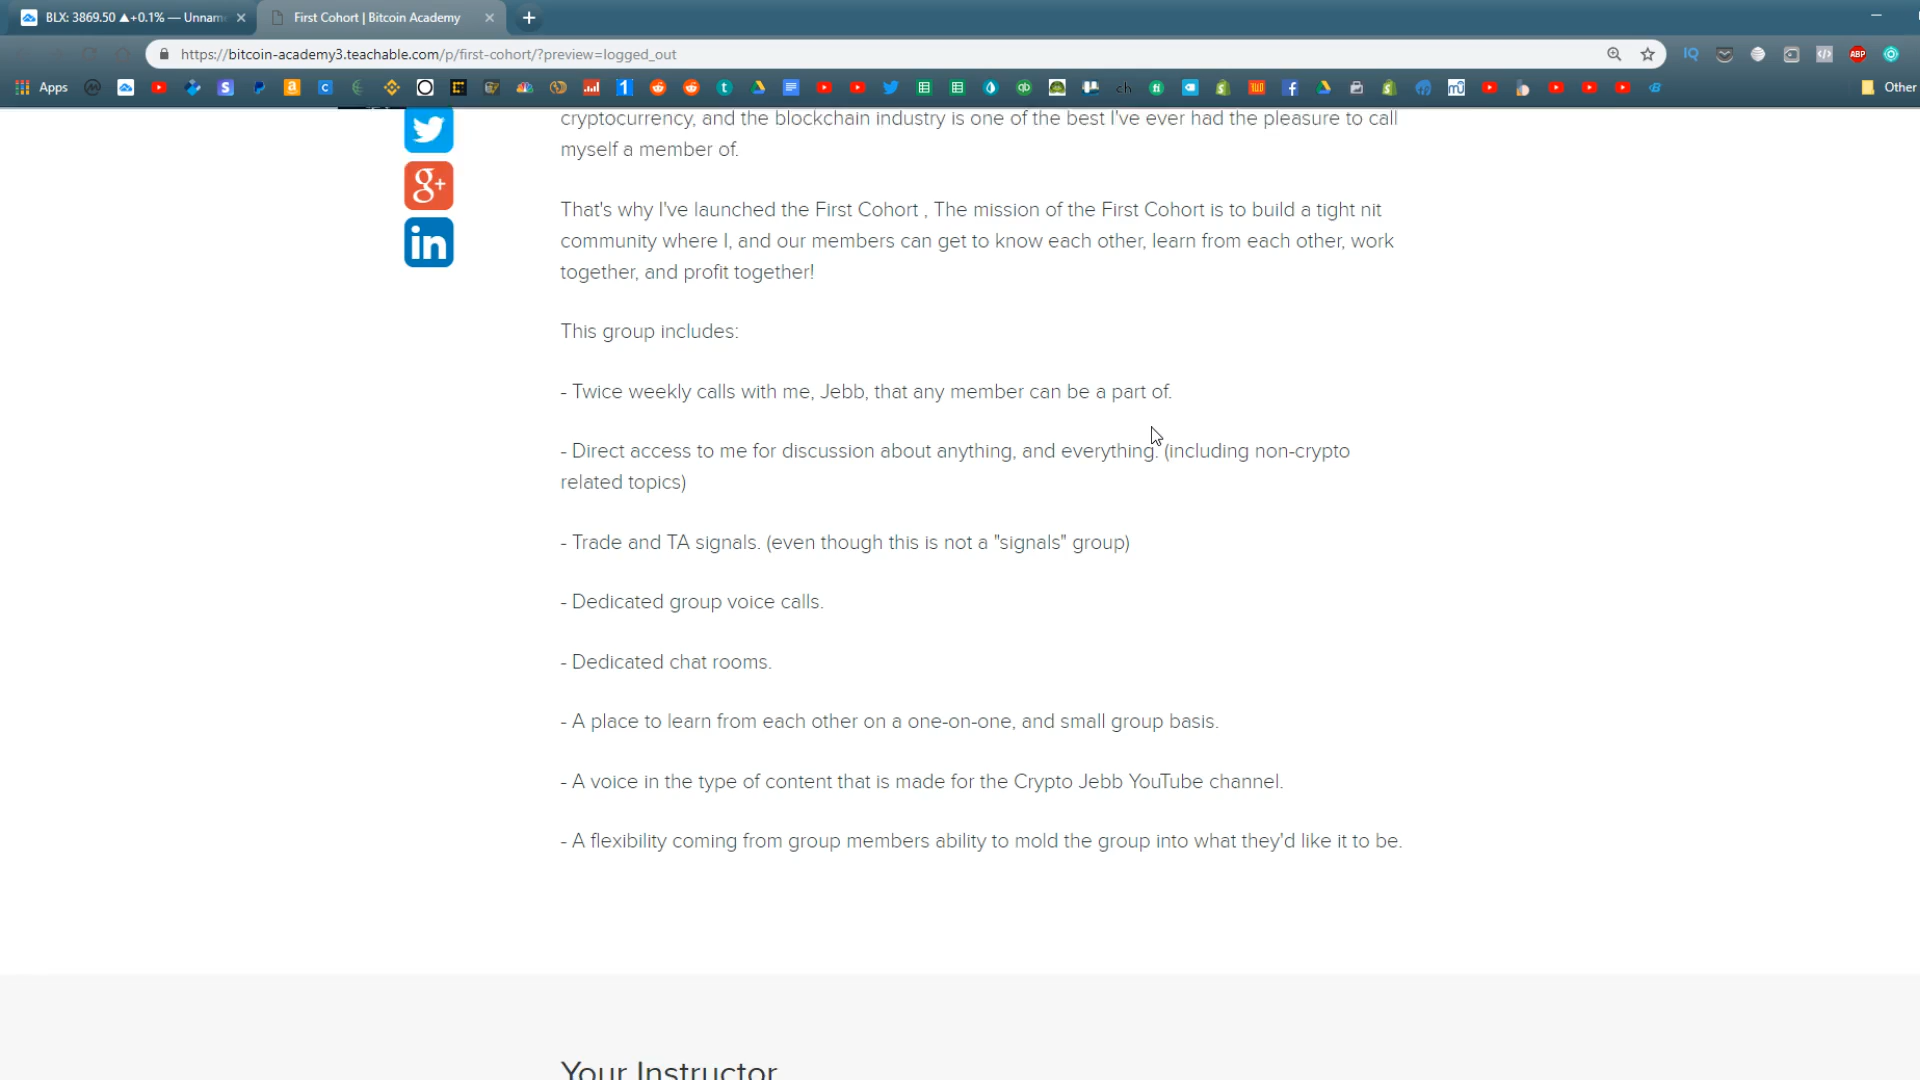 BLX: 3869.50 ▲+0.1% — Unnam
First Cohort | Bitcoin Academy
https://bitcoin-academy3.teachable.com/p/first-cohort/?preview=logged_out
Apps
Other
cryptocurrency, and the blockchain industry is one of the best I've ever had the pleasure to call
myself a member of.
That's why I've launched the First Cohort , The mission of the First Cohort is to build a tight nit
community where I, and our members can get to know each other, learn from each other, work
together, and profit together!
This group includes:
- Twice weekly calls with me, Jebb, that any member can be a part of.
- Direct access to me for discussion about anything, and everything. (including non-crypto
related topics)
- Trade and TA signals. (even though this is not a "signals" group)
- Dedicated group voice calls.
- Dedicated chat rooms.
- A place to learn from each other on a one-on-one, and small group basis.
- A voice in the type of content that is made for the Crypto Jebb YouTube channel.
- A flexibility coming from group members ability to mold the group into what they'd like it to be.
Your Instructor